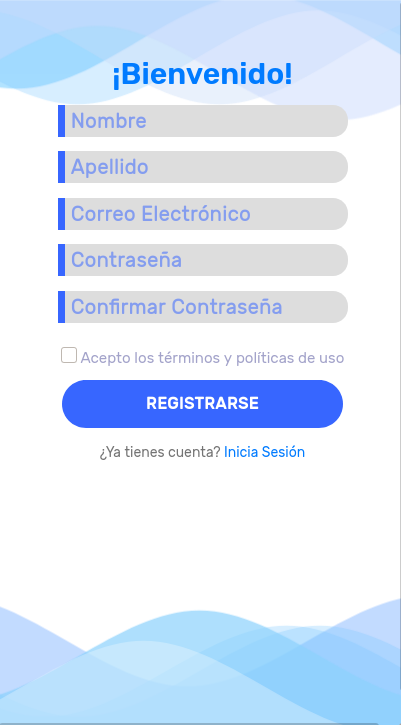 ¡Bienvenido!
Nombre
Apellido
Correo Electrónico
Contraseña
Confirmar Contraseña
Acepto los términos y políticas de uso
REGISTRARSE
¿Ya tienes cuenta? Inicia Sesión